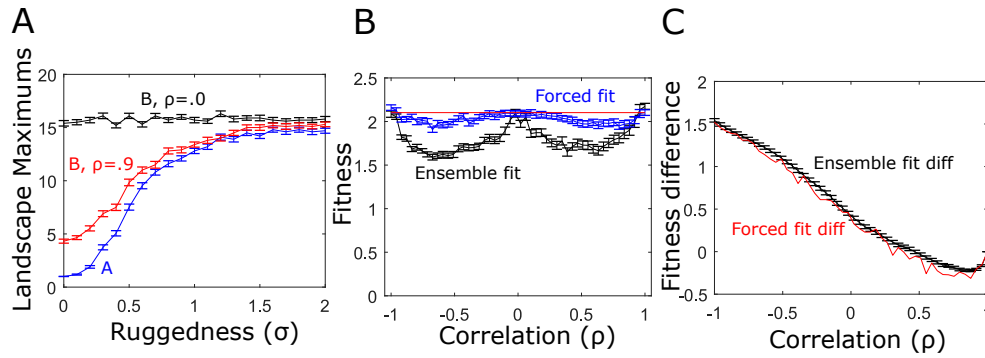 A
B
C
Landscape Maximums
20
15
10
5
0
B, ρ=.0
B, ρ=.9
A
0
0.5
1
1.5
2
Ruggedness (σ)
Fitness
2.5
2
1.5
1
0.5
0
Forced fit
Ensemble fit
-1
-0.5
0
0.5
1
Correlation (ρ)
Fitness difference
2
1.5
1
0.5
0
-0.5
Ensemble fit diff
Forced fit diff
-1
-0.5
0
0.5
1
Correlation (ρ)